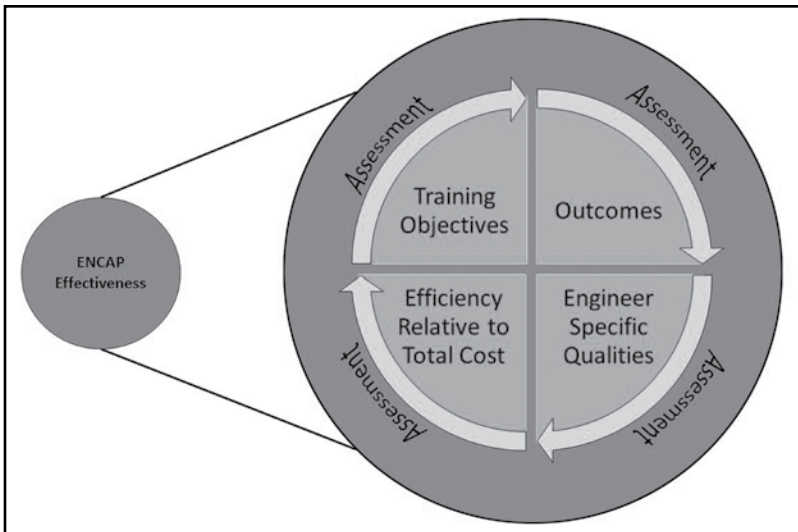 Assessment
Assessment
Training
Objectives
Outcomes
ENCAP
Effectiveness
Efficiency
Relative to
Total Cost
Engineer
Specific
Qualities
Assessment
Assessment